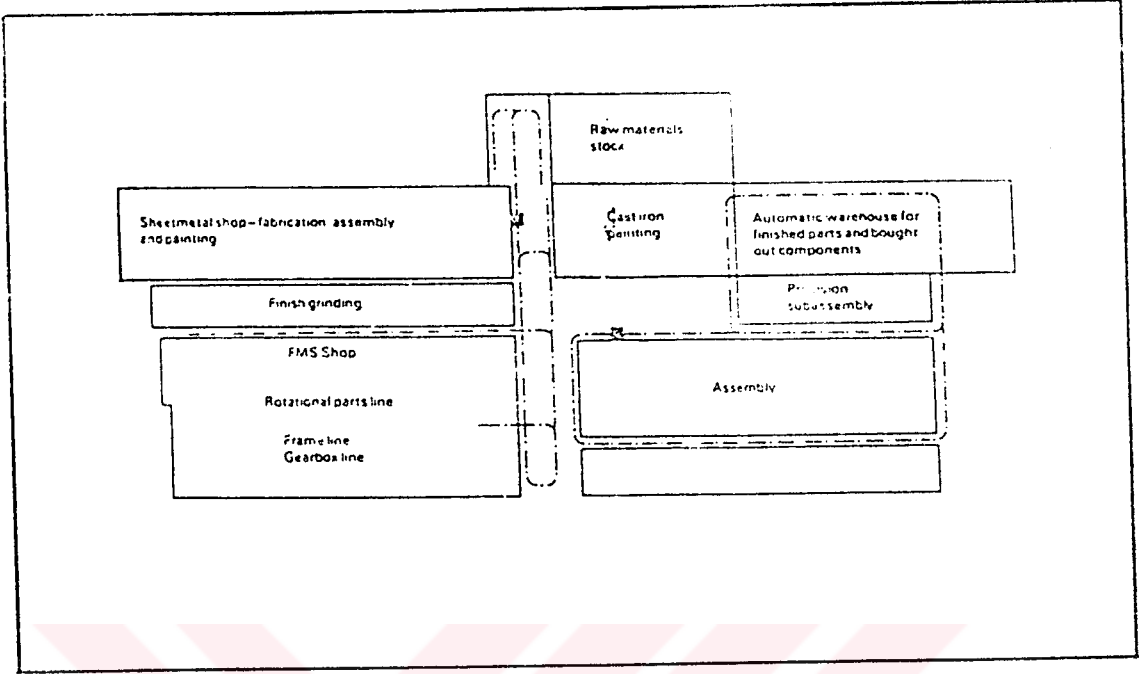 Raw materials
stock
Sheetmetal shop – fabrication assembly
and painting
Cast iron
painting
Automatic warehouse for
finished parts and bought
out components
Finish grinding
Precision
subassembly
FMS Shop
Assembly
Rotational parts line
Frame line
Gearbox line